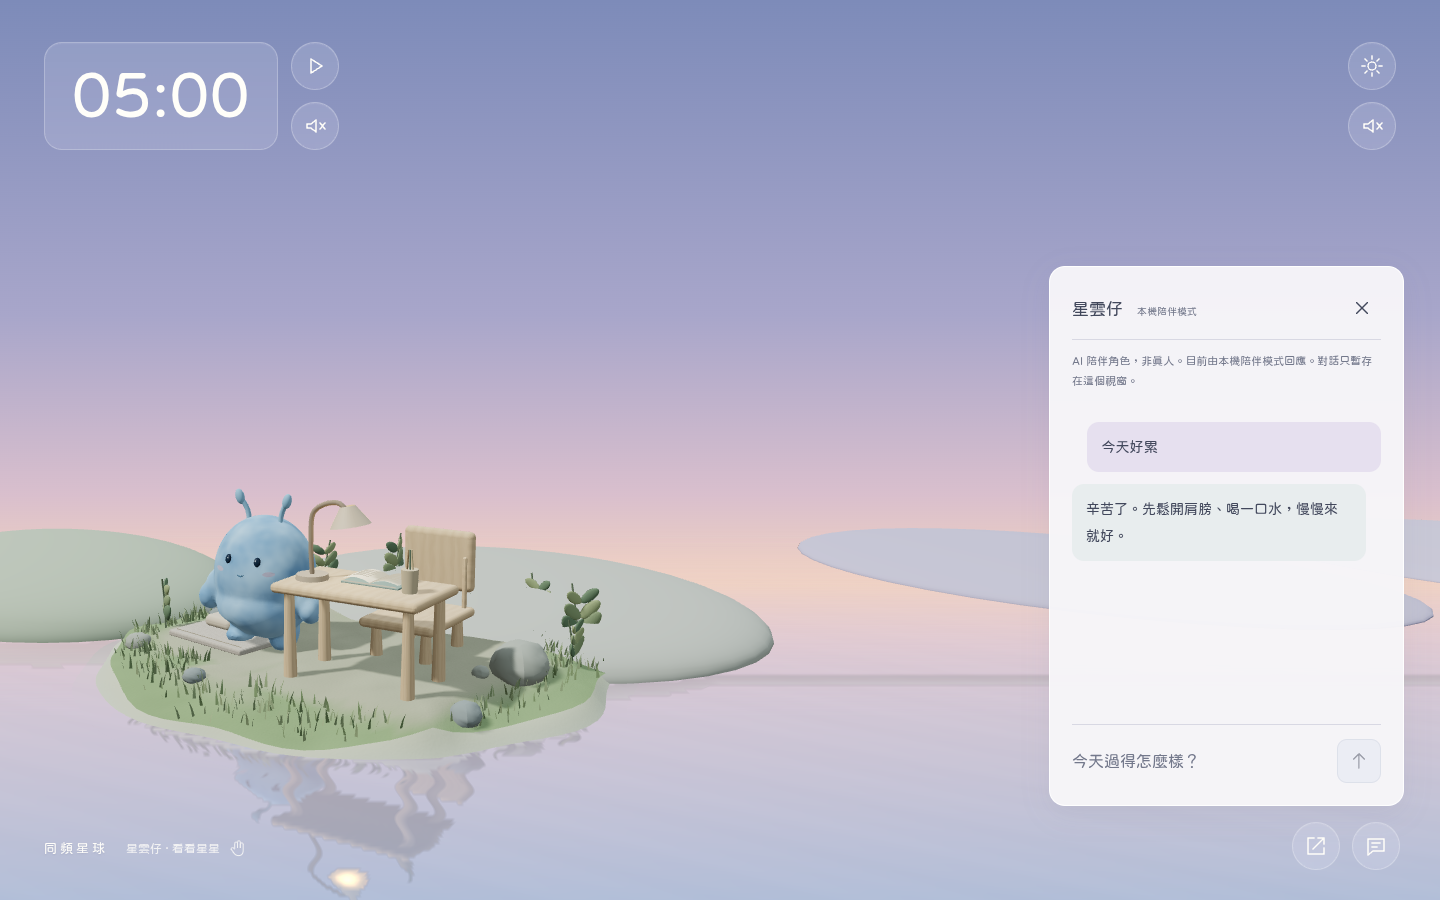 05:00
星雲仔 本機陪伴模式
AI 陪伴角色，非真人。目前由本機陪伴模式回應。對話只暫存
在這個視窗。
今天好累
辛苦了。先鬆開肩膀、喝一口水，慢慢來
就好。
今天過得怎麼樣？
同頻星球 星雲仔 · 看看星星